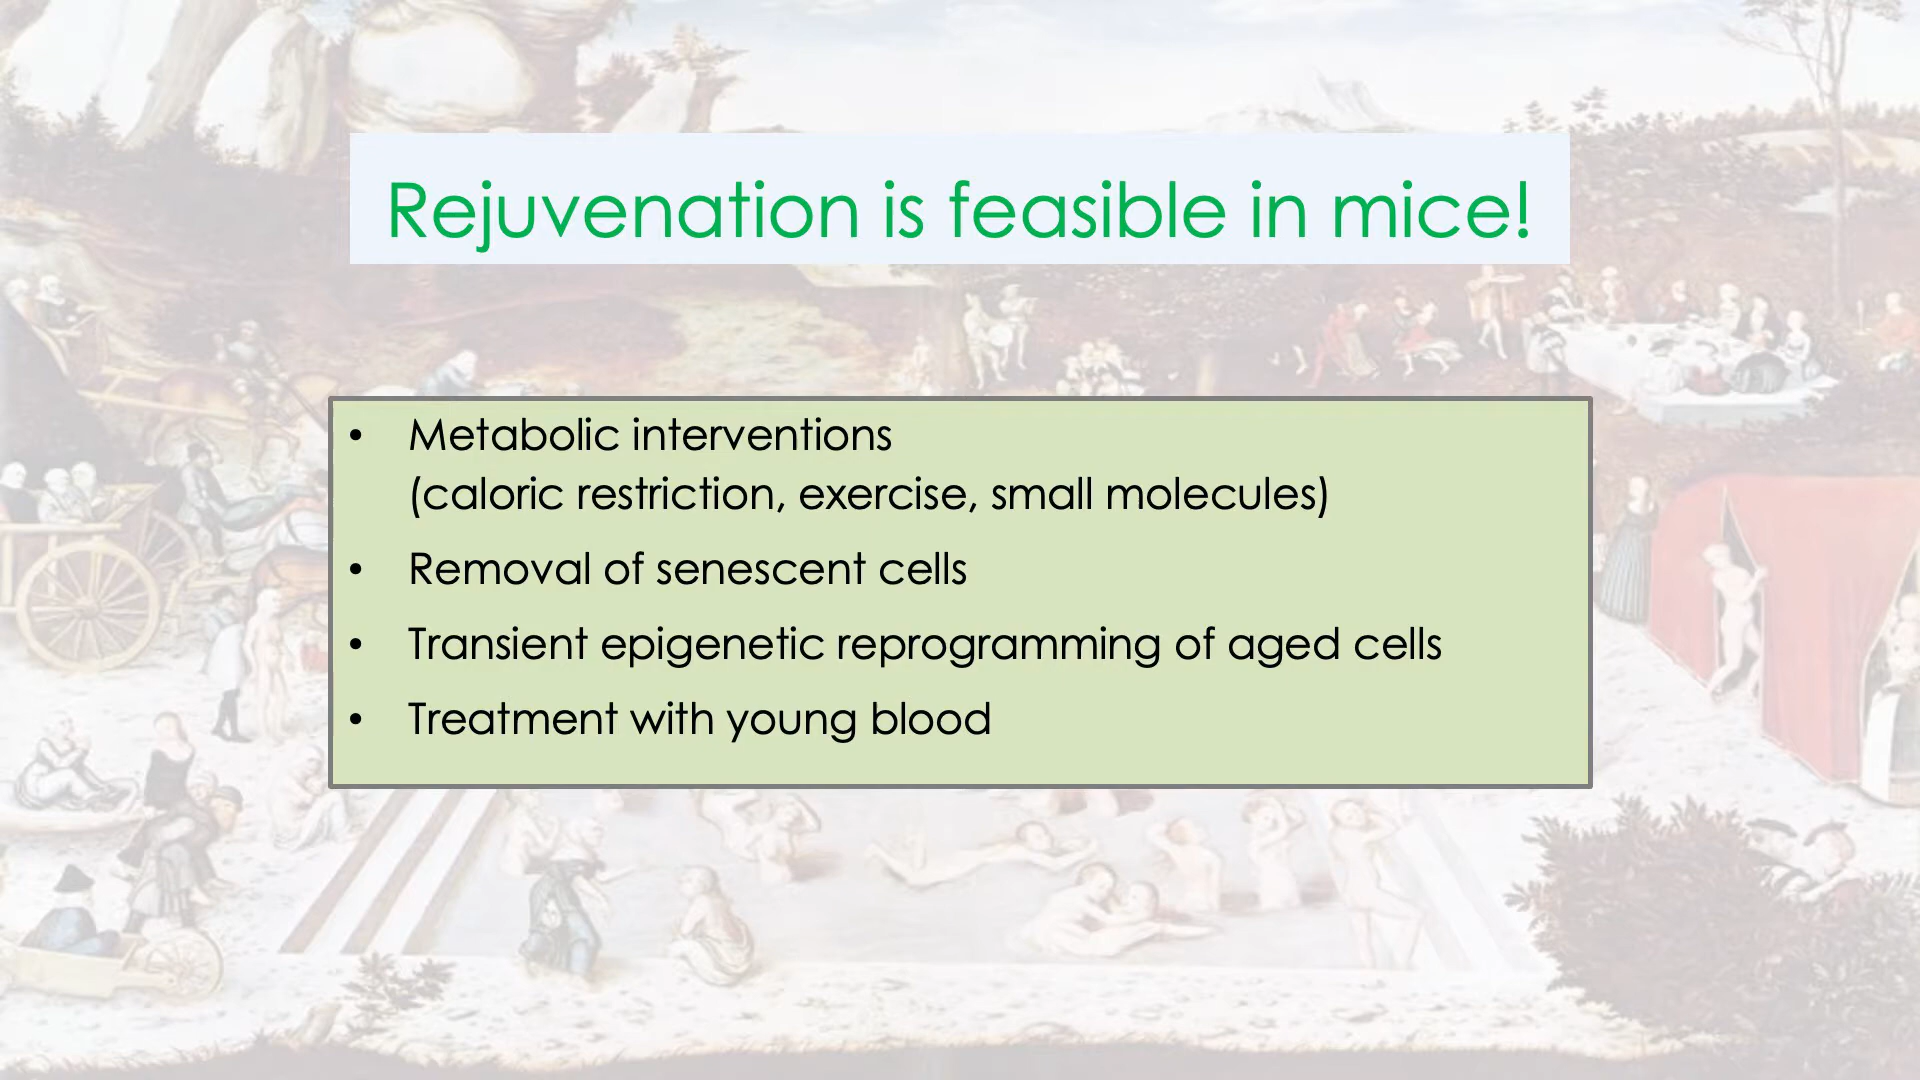 Rejuvenation is feasible in mice!
• Metabolic interventions
(caloric restriction, exercise, small molecules)
• Removal of senescent cells
• Transient epigenetic reprogramming of aged cells
• Treatment with young blood